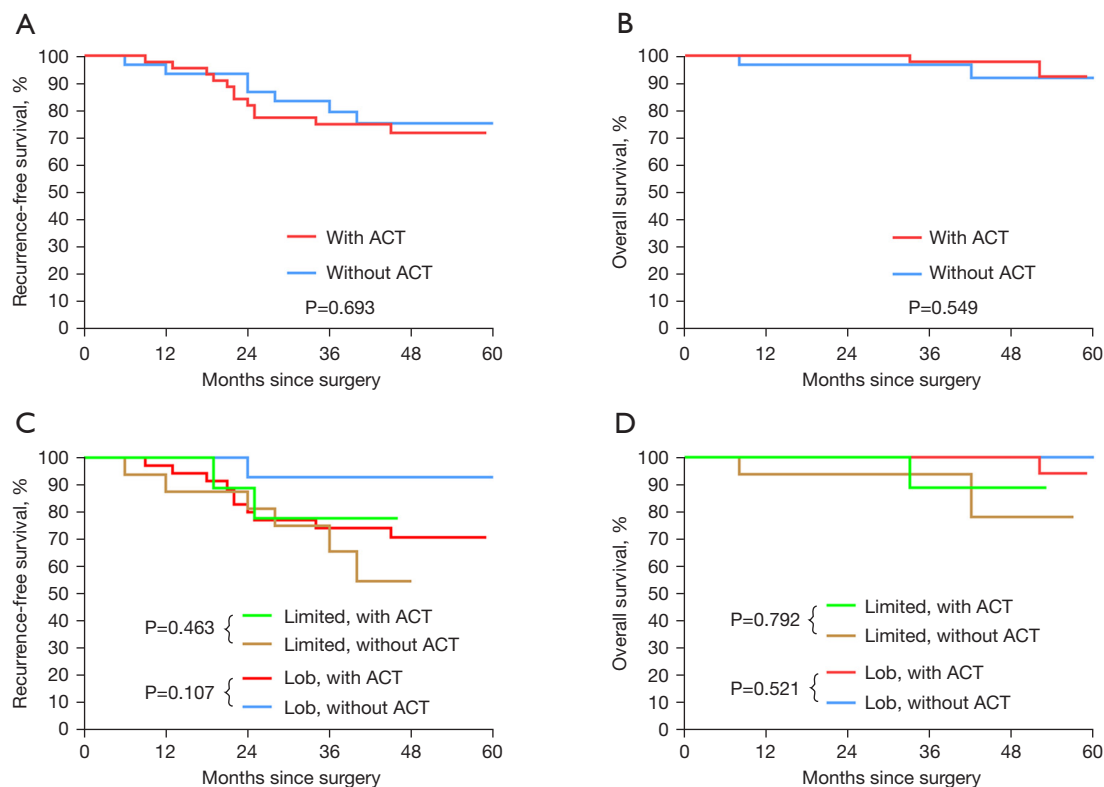 A
Recurrence-free survival, %
100
90
80
70
60
50
40
30
20
10
0
With ACT
Without ACT
P=0.693
0 12 24 36 48 60
Months since surgery
B
Overall survival, %
100
90
80
70
60
50
40
30
20
10
0
With ACT
Without ACT
P=0.549
0 12 24 36 48 60
Months since surgery
C
Recurrence-free survival, %
100
90
80
70
60
50
40
30
20
10
0
P=0.463 {
Limited, with ACT
Limited, without ACT
P=0.107 {
Lob, with ACT
Lob, without ACT
0 12 24 36 48 60
Months since surgery
D
Overall survival, %
100
90
80
70
60
50
40
30
20
10
0
P=0.792 {
Limited, with ACT
Limited, without ACT
P=0.521 {
Lob, with ACT
Lob, without ACT
0 12 24 36 48 60
Months since surgery